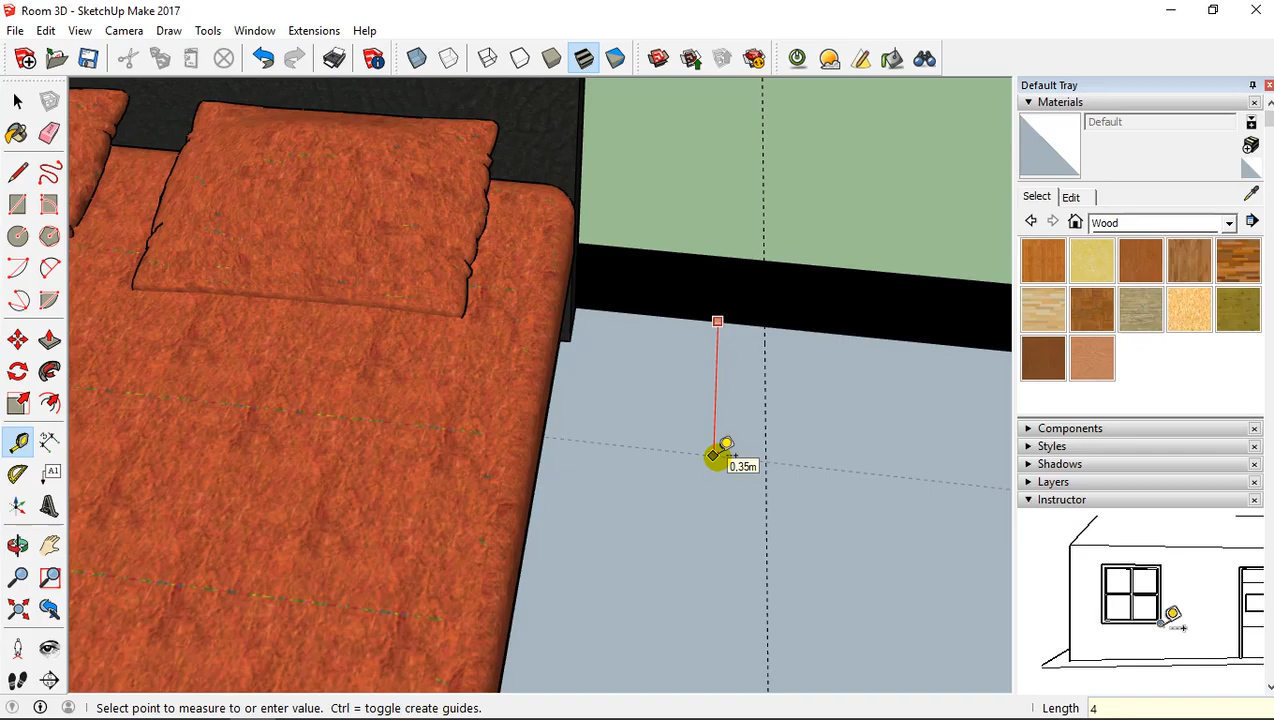 Room 3D - SketchUp Make 2017
File Edit View Camera Draw Tools Window Extensions Help
Default Tray
Materials
Default
Select Edit
Wood
A1
0.35m
Components
Styles
Shadows
Layers
Instructor
Select point to measure to or enter value. Ctrl = toggle create guides.
Length 4